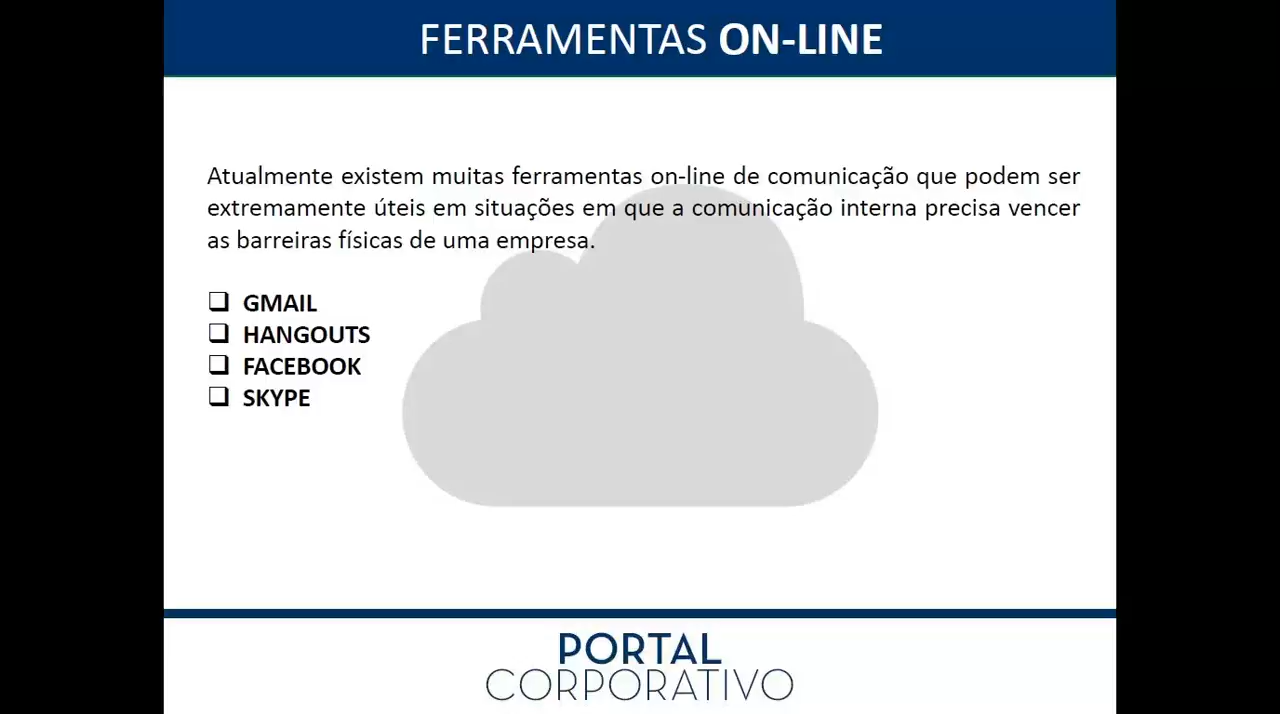 FERRAMENTAS ON-LINE
Atualmente existem muitas ferramentas on-line de comunicação que podem ser
extremamente úteis em situações em que a comunicação interna precisa vencer
as barreiras físicas de uma empresa.
❑ GMAIL
❑ HANGOUTS
❑ FACEBOOK
❑ SKYPE
PORTAL
CORPORATIVO